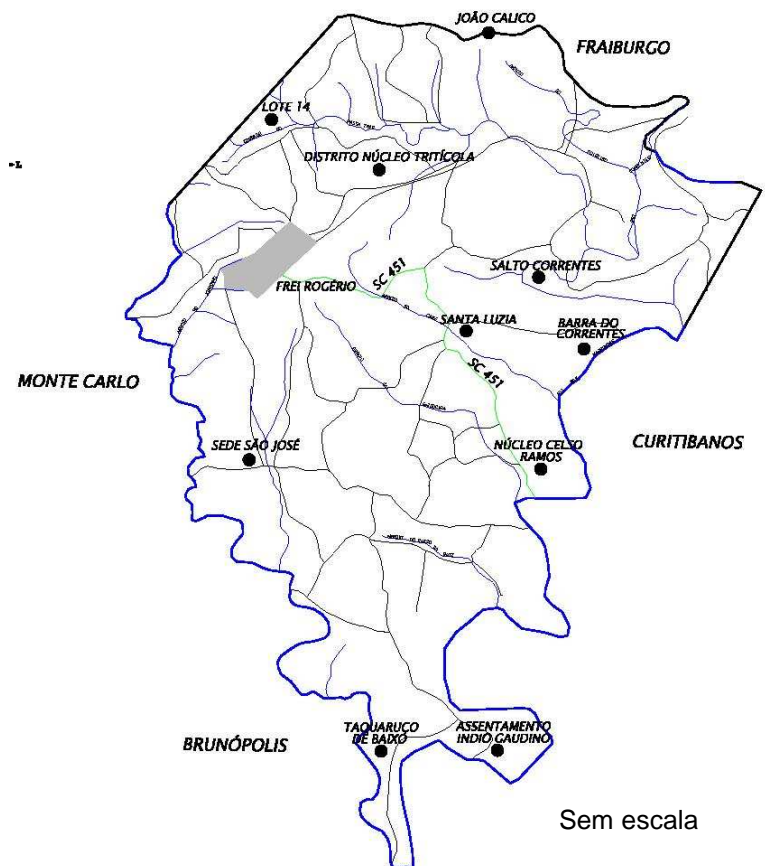 JOÃO CALICO
FRAIBURGO
LOTE 14
DISTRITO NÚCLEO TRITÍCOLA
SC 451
SALTO CORRENTES
FREI ROGÉRIO
SANTA LUZIA
BARRA DO
CORRENTES
SC 451
MONTE CARLO
SEDE SÃO JOSÉ
NÚCLEO CELSO
RAMOS
CURITIBANOS
TAQUARUÇO
DE BAIXO
ASSENTAMENTO
INDIO GAUDINO
BRUNÓPOLIS
Sem escala